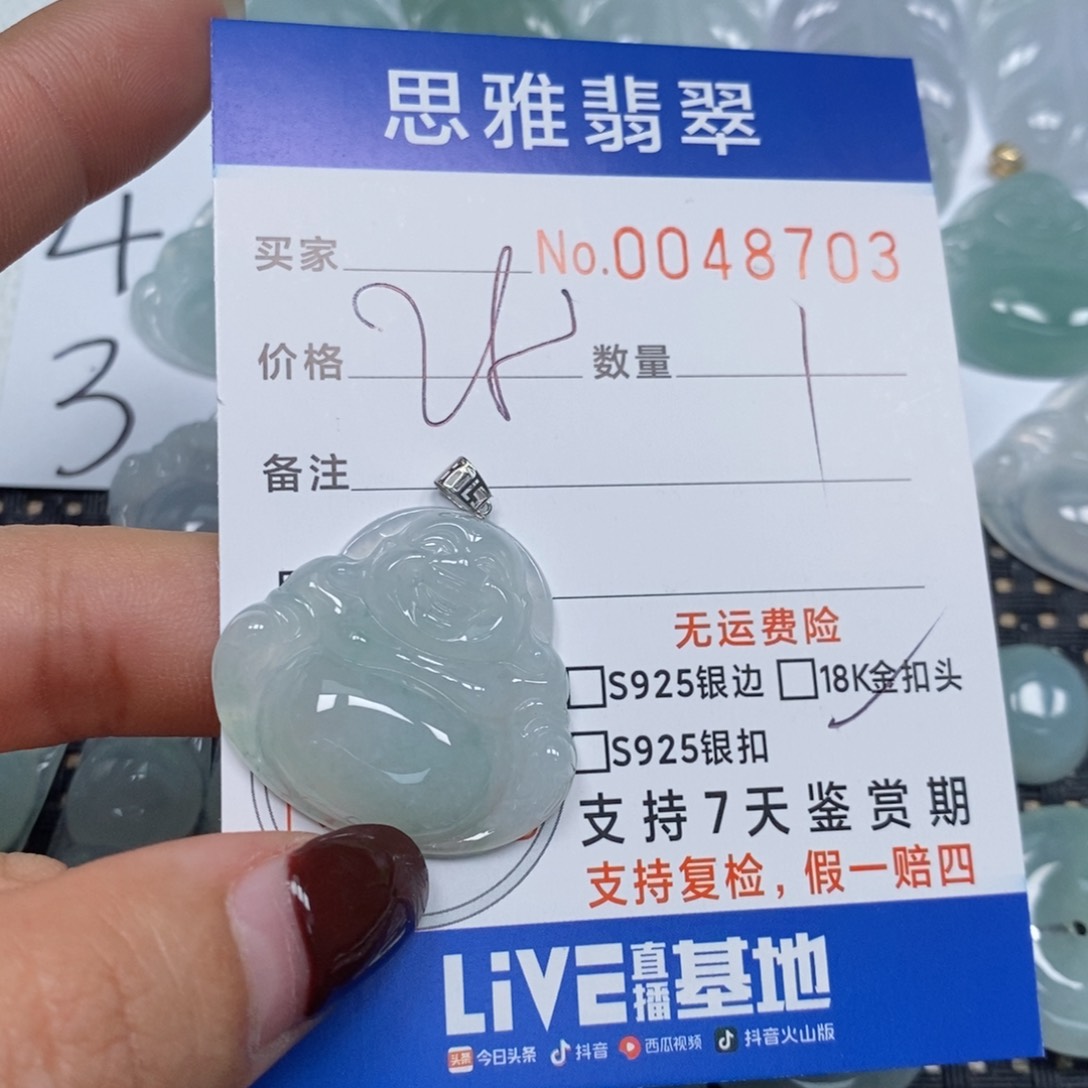 思雅翡翠
买家 No.0048703
4
价格 数量 1
3
备注
无运费险
S925银边 18K金扣头
S925银扣
支持7天鉴赏期
支持复检，假一赔四
LiVE直播基地
头条 今日头条 抖音 西瓜视频 抖音火山版